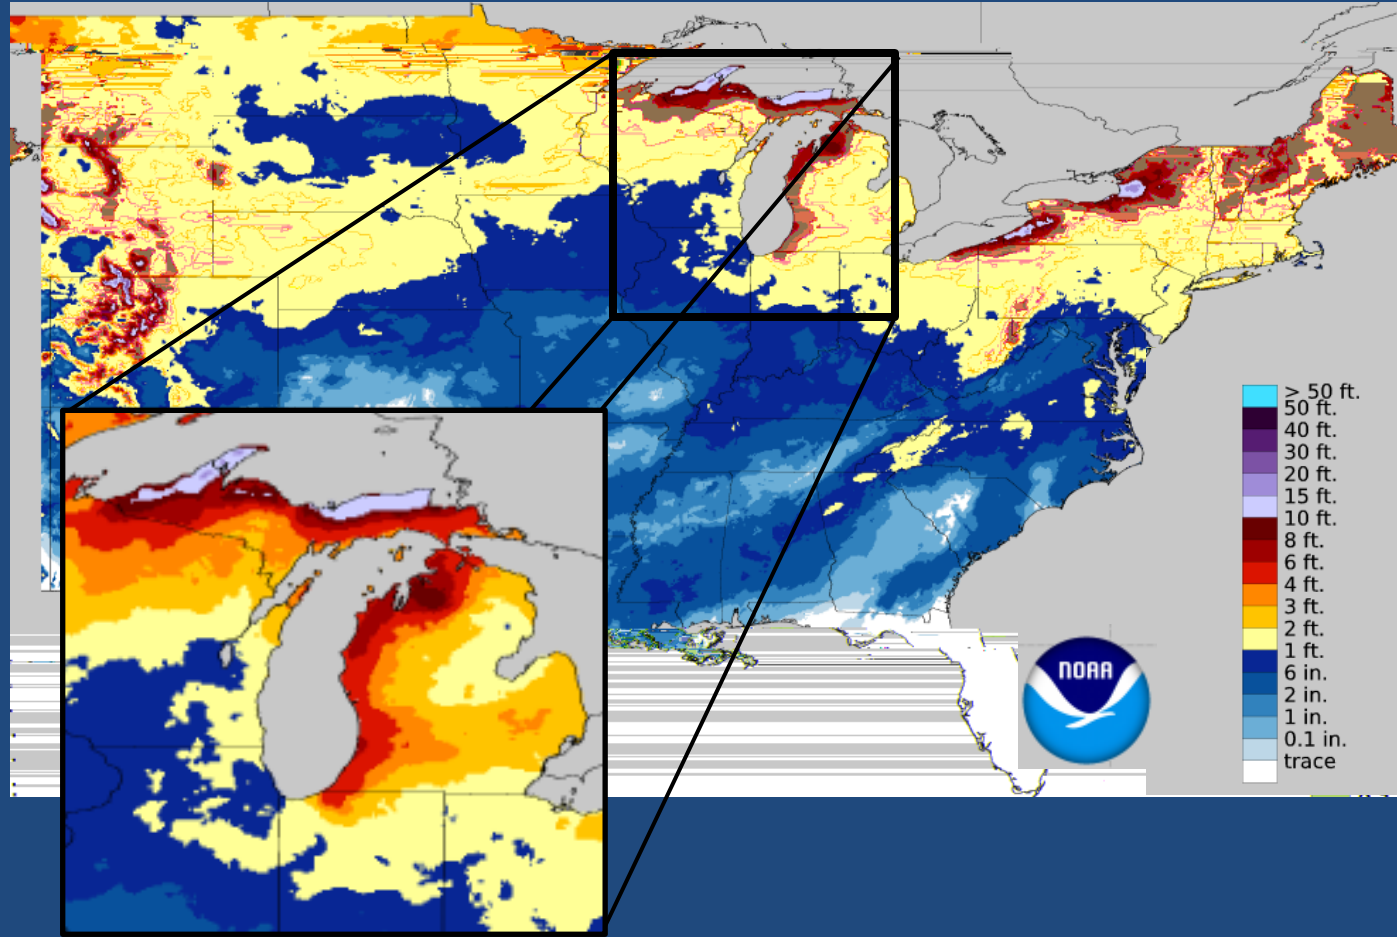 > 50 ft.
50 ft.
40 ft.
30 ft.
20 ft.
15 ft.
10 ft.
8 ft.
6 ft.
4 ft.
3 ft.
2 ft.
1 ft.
6 in.
2 in.
1 in.
0.1 in.
trace
NOAA